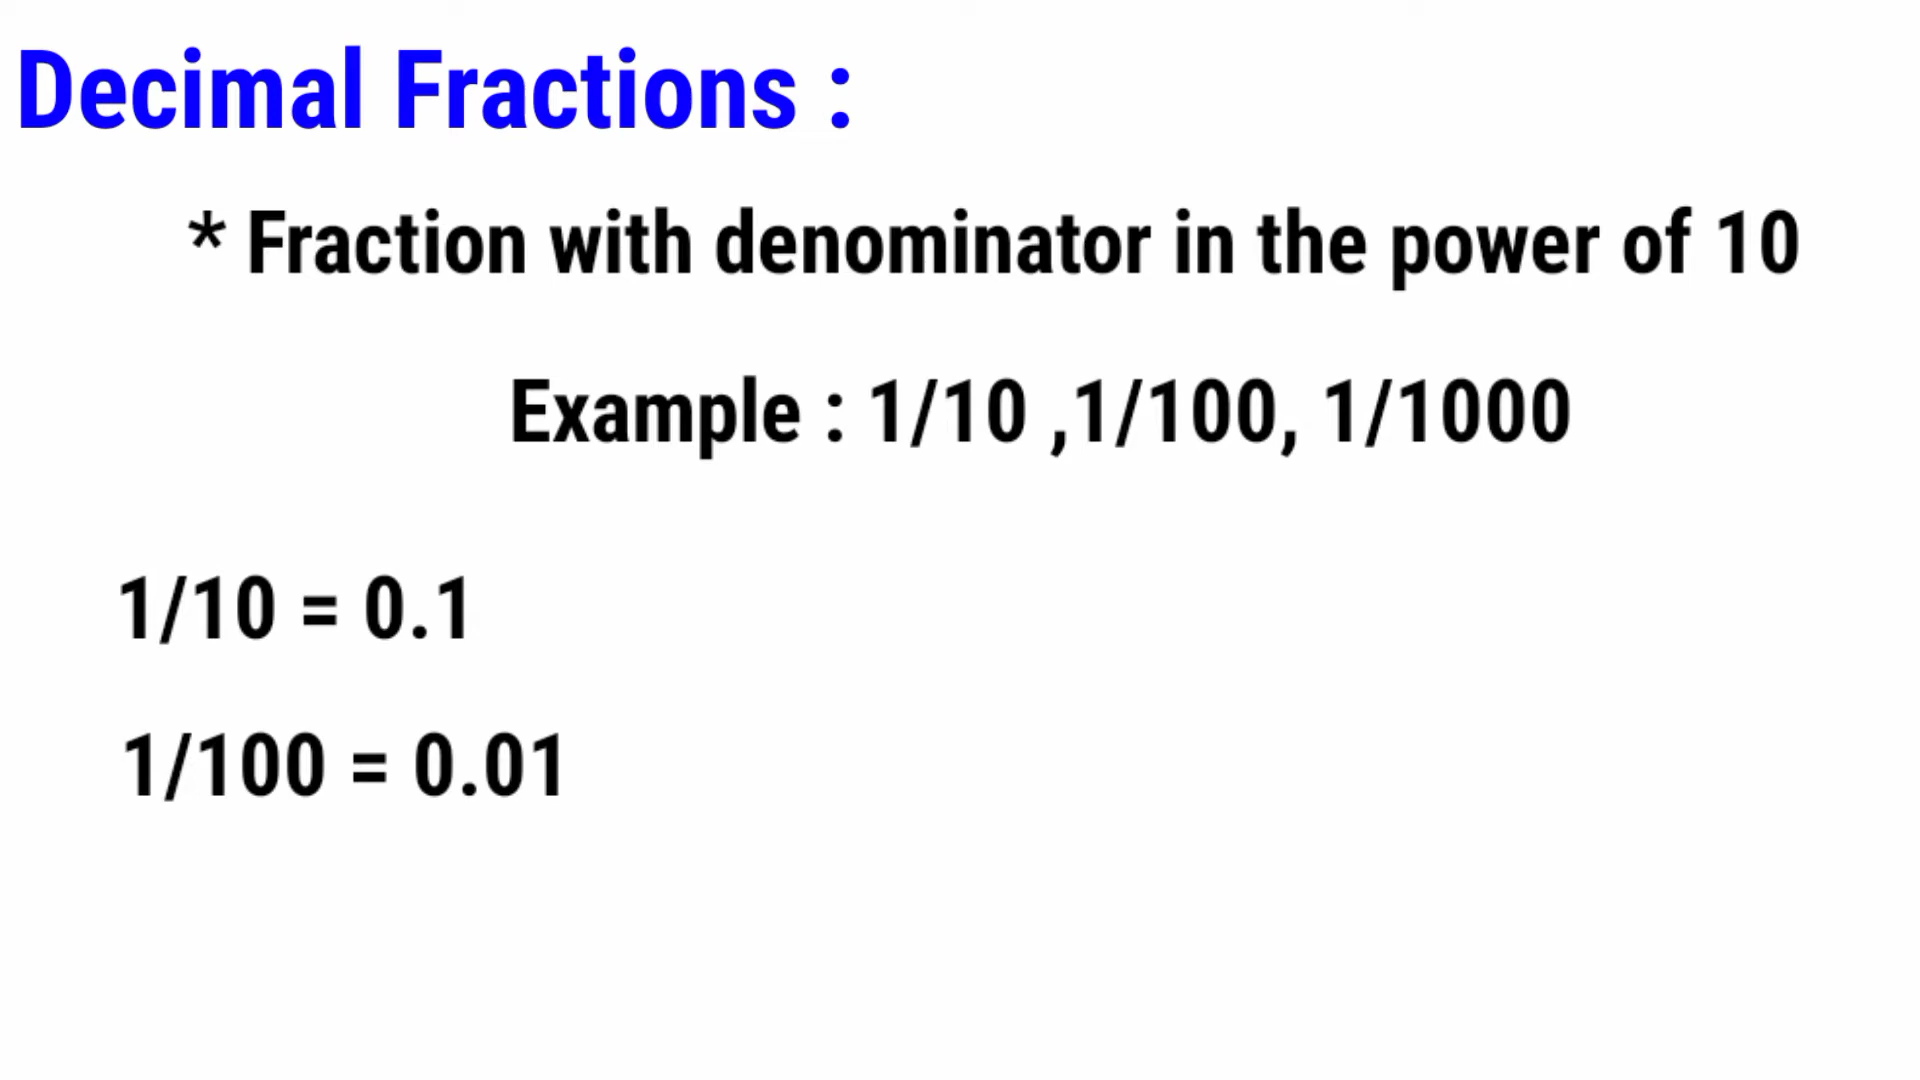 Decimal Fractions :
* Fraction with denominator in the power of 10
Example : 1/10 ,1/100, 1/1000
1/10 = 0.1
1/100 = 0.01